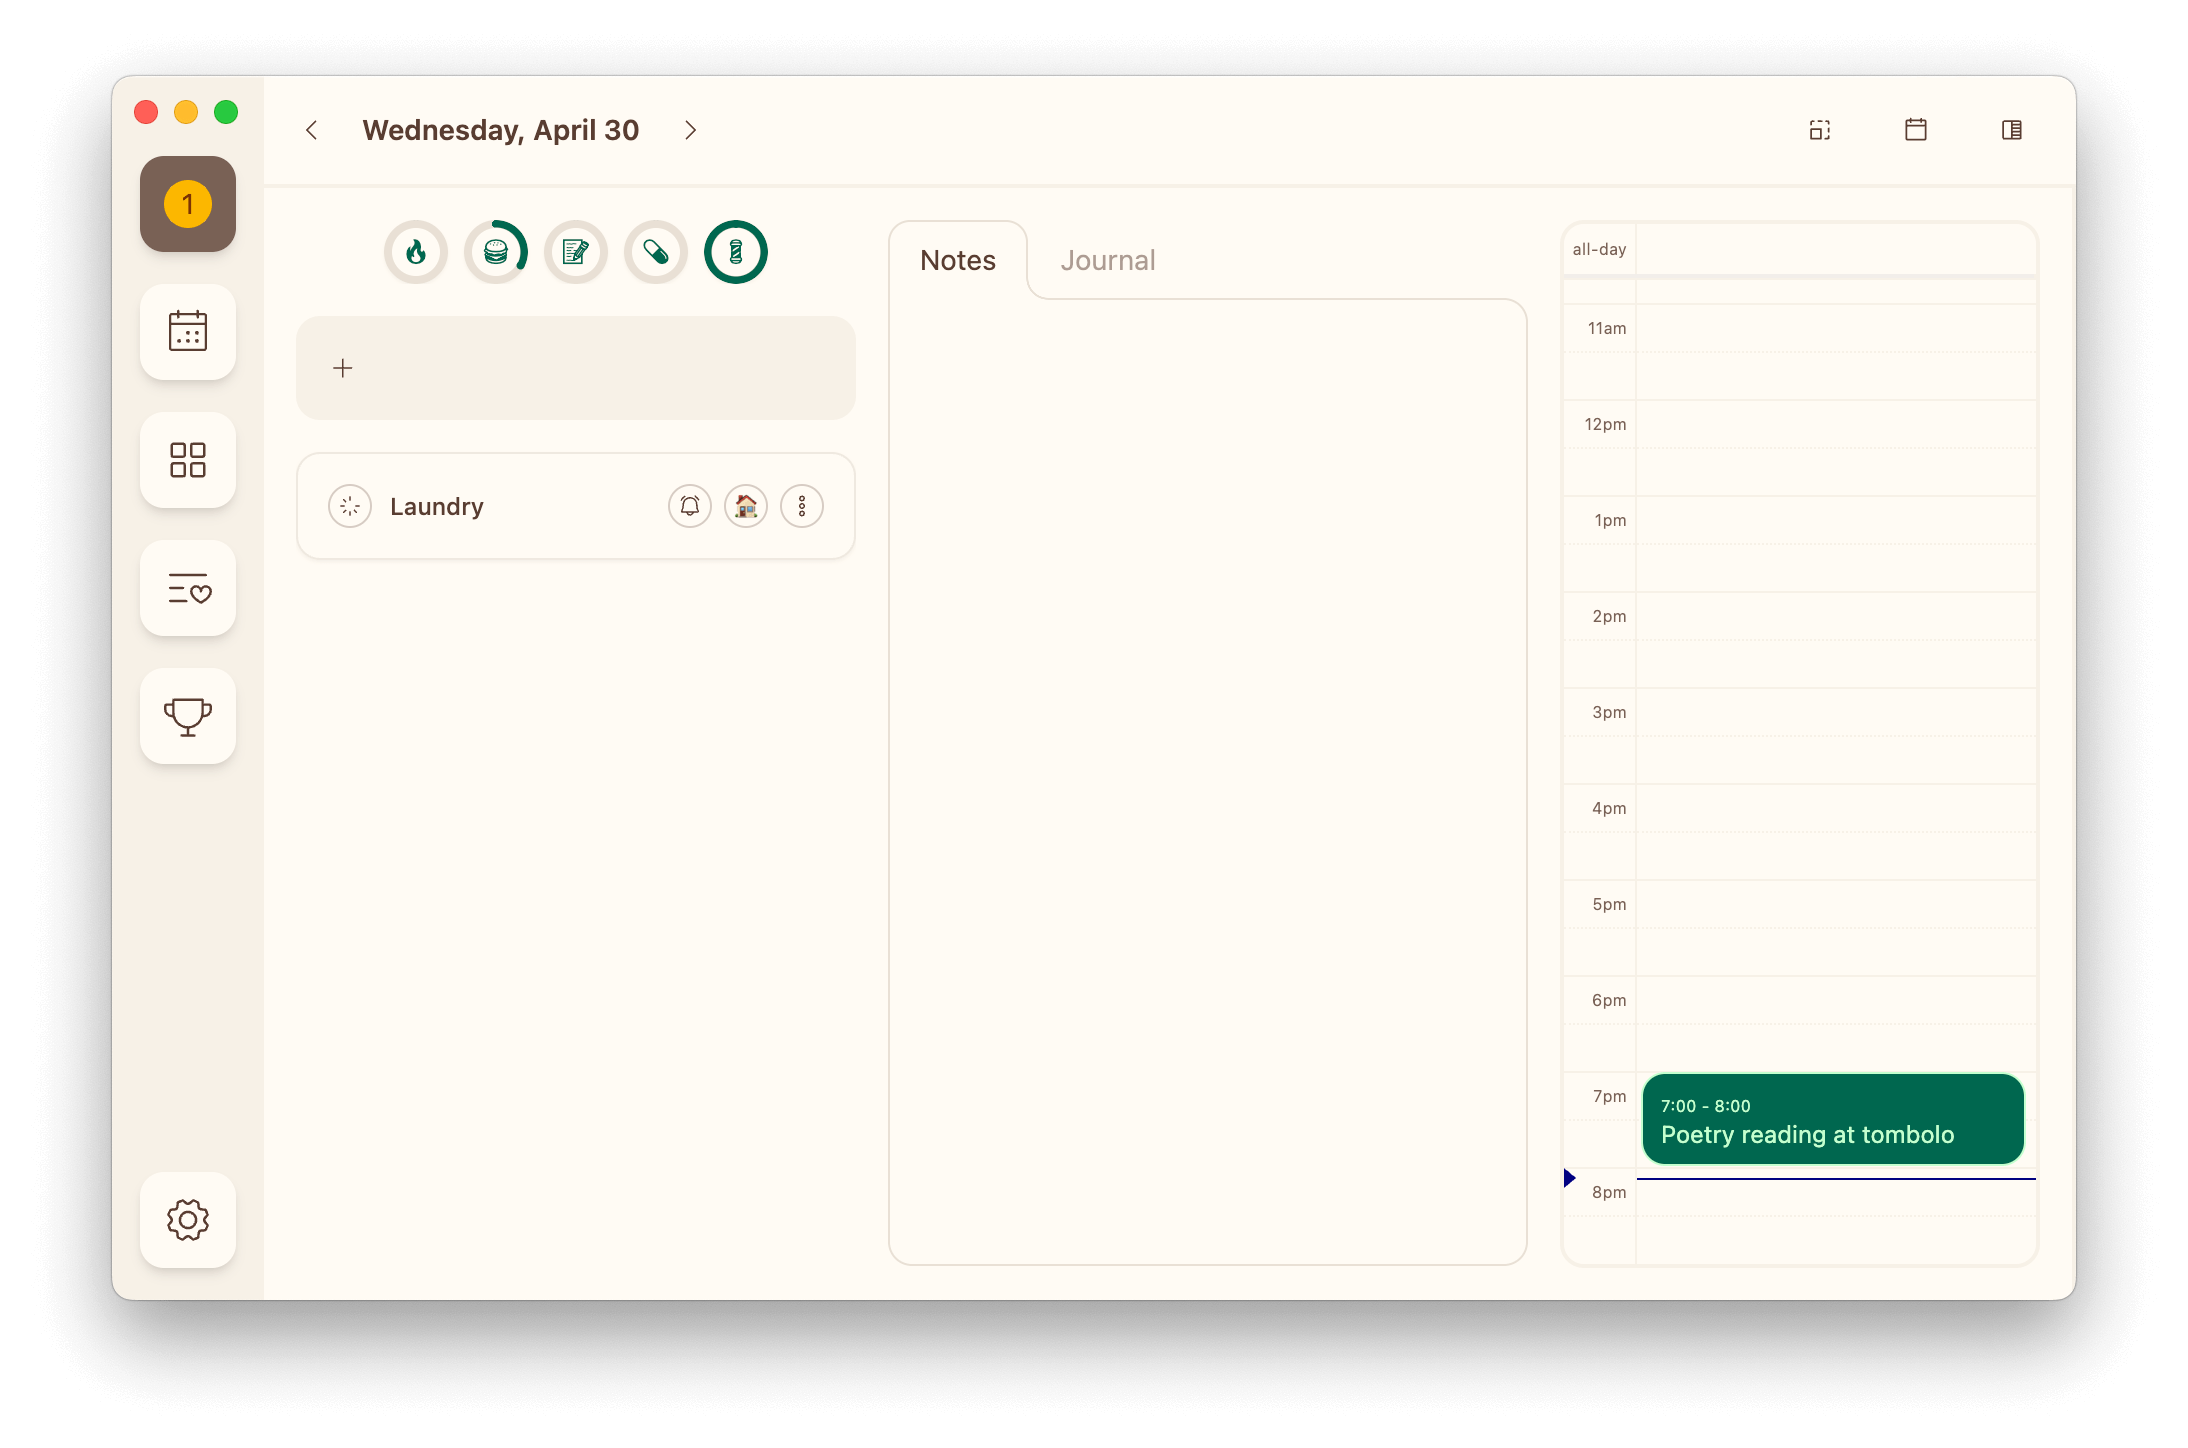 1
Wednesday, April 30
Laundry
Notes
Journal
all-day
11am
12pm
1pm
2pm
3pm
4pm
5pm
6pm
7pm
7:00 - 8:00
Poetry reading at tombolo
8pm